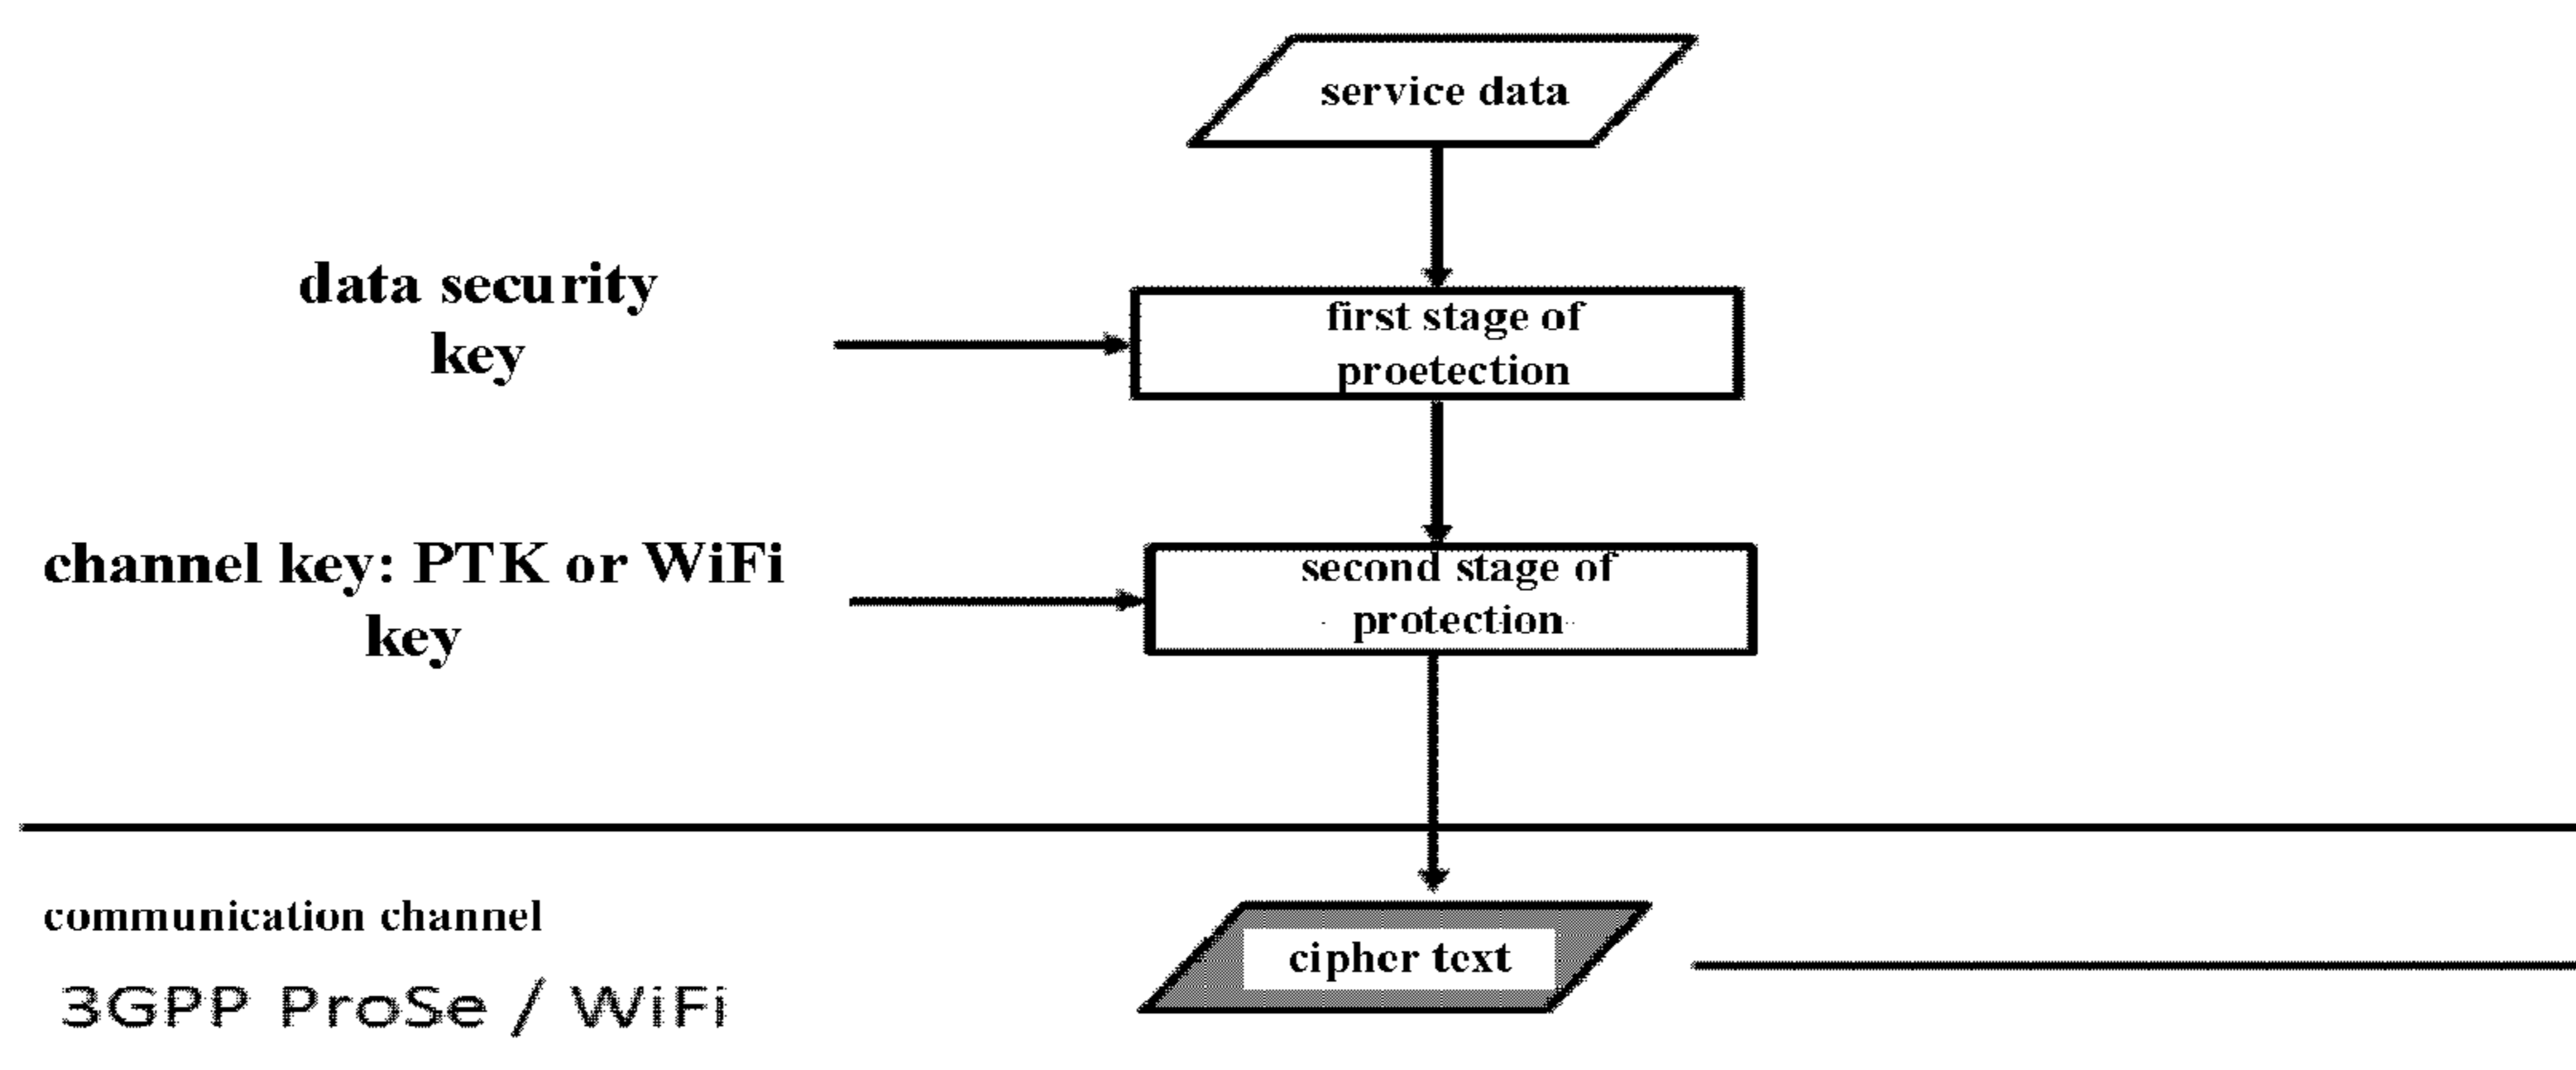 service data
data security
key
first stage of
proetection
channel key: PTK or WiFi
key
second stage of
protection
communication channel
3GPP ProSe / WiFi
cipher text